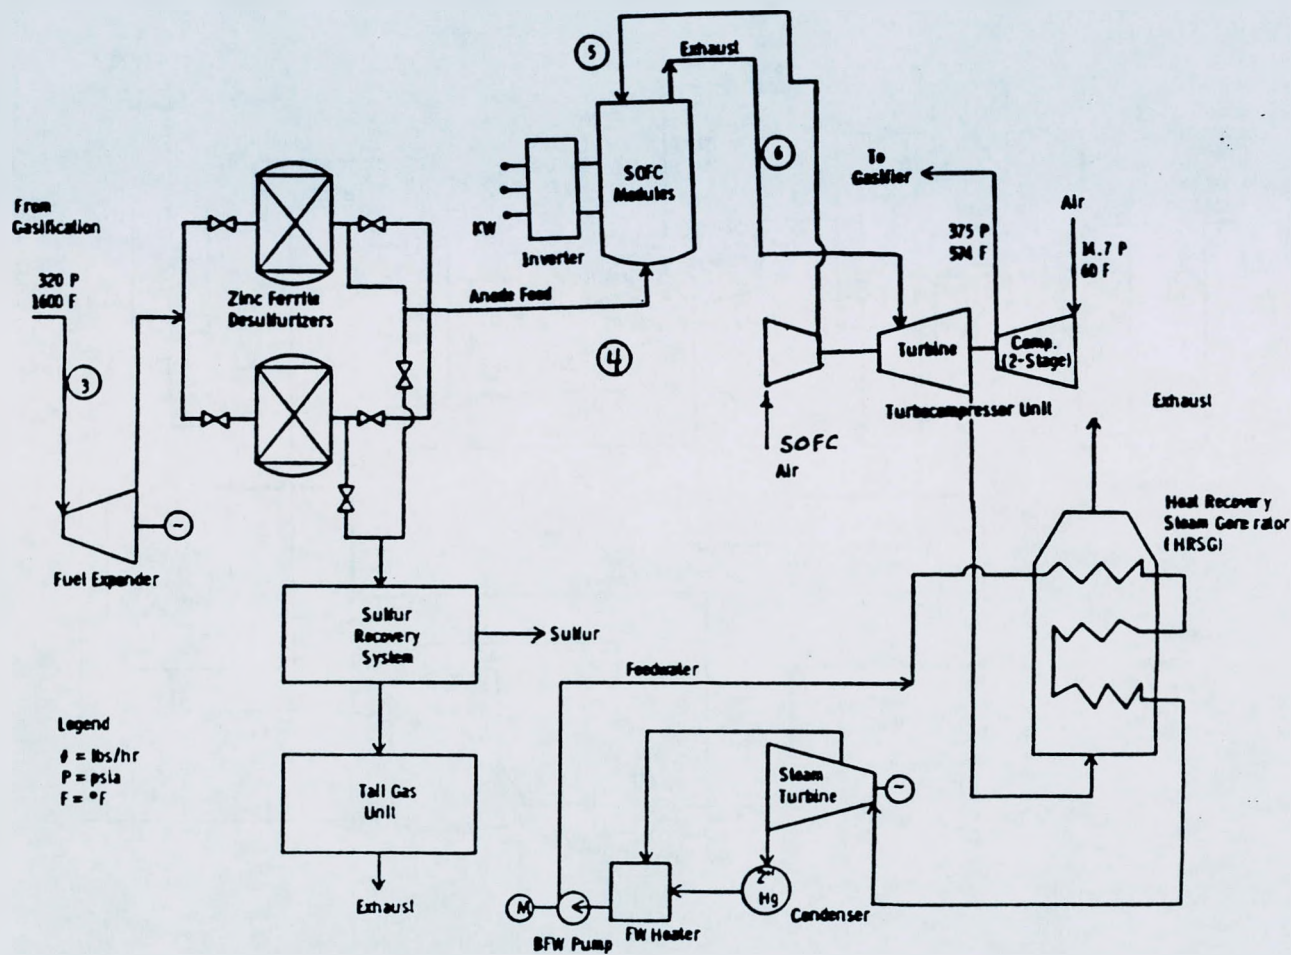 5
Exhaust
6
SOFC
Modules
KW
Inverter
To
Gasifier
375 P
574 F
Air
14.7 P
60 F
From
Gasification
320 P
1600 F
3
Zinc Ferrite
Desulfurizers
Anode Feed
4
Turbine
Comp.
(2-Stage)
Turbocompressor Unit
SOFC
Air
Exhaust
Fuel Expander
~
Heat Recovery
Steam Generator
(HRSG)
Sulfur
Recovery
System
Sulfur
Feedwater
Legend
# = lbs/hr
P = psia
F = °F
Tail Gas
Unit
Steam
Turbine
~
Exhaust
M
BFW Pump
FW Heater
2"
Hg
Condenser